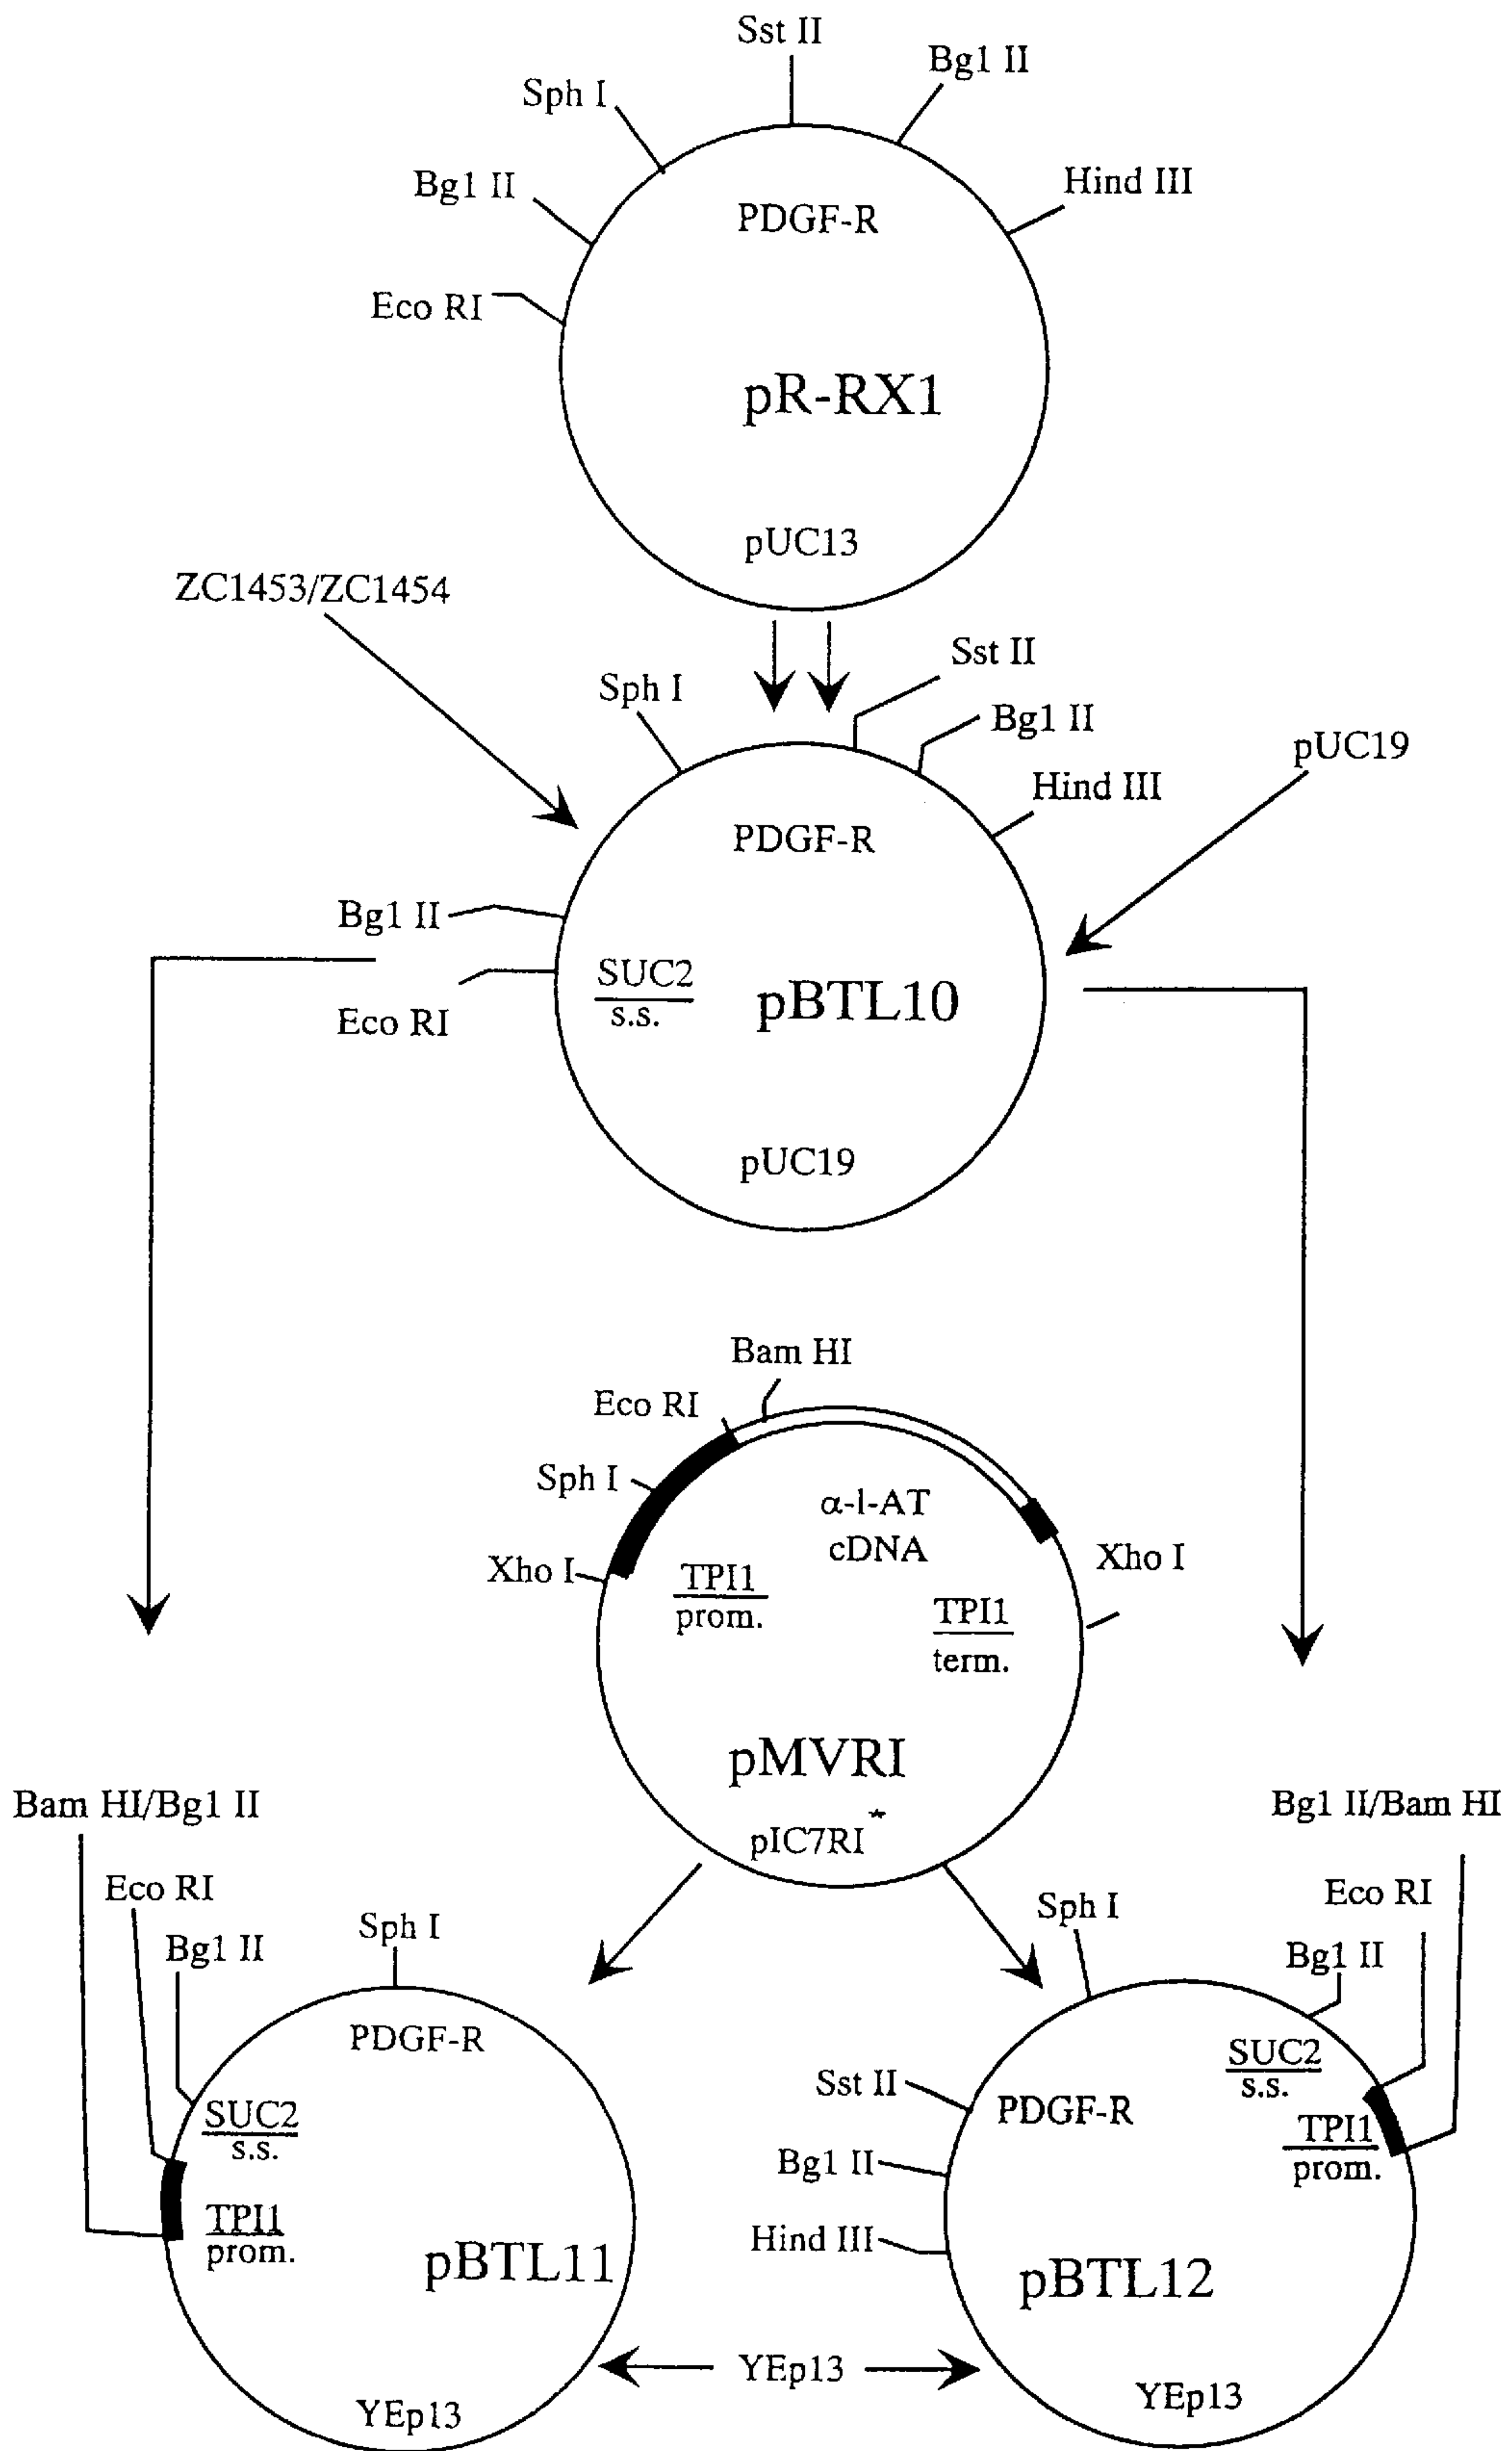 Sst II
Bg1 II
Sph I
Hind III
Bg1 II
PDGF-R
Eco RI
pR-RX1
pUC13
ZC1453/ZC1454
Sst II
Sph I
Bg1 II
pUC19
Hind III
PDGF-R
Bg1 II
SUC2
s.s.
pBTL10
Eco RI
pUC19
Bam HI
Eco RI
Sph I
α-1-AT
cDNA
Xho I
Xho I
TPI1
prom.
TPI1
term.
pMVRI
pIC7RI*
Bam HI/Bg1 II
Eco RI
Bg1 II
Sph I
PDGF-R
SUC2
s.s.
TPI1
prom.
pBTL11
YEp13
Bg1 II/Bam HI
Eco RI
Sph I
Bg1 II
SUC2
s.s.
Sst II
PDGF-R
TPI1
prom.
Bg1 II
Hind III
pBTL12
YEp13
YEp13